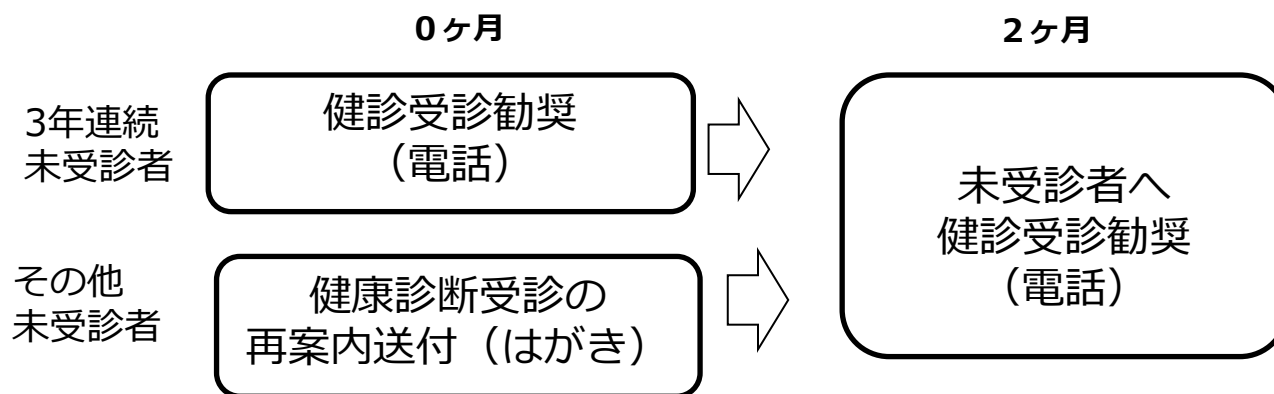 0ヶ月
2ヶ月
3年連続
未受診者
健診受診勧奨
（電話）
その他
未受診者
健康診断受診の
再案内送付（はがき）
未受診者へ
健診受診勧奨
（電話）